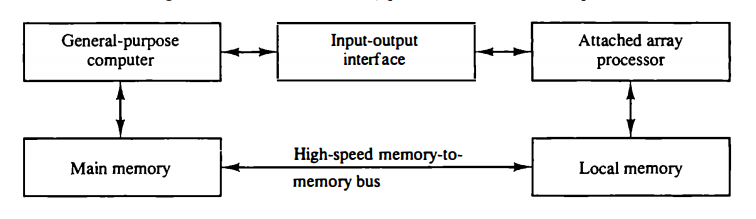 General-purpose
computer
Input-output
interface
Attached array
processor
Main memory
High-speed memory-to-
memory bus
Local memory